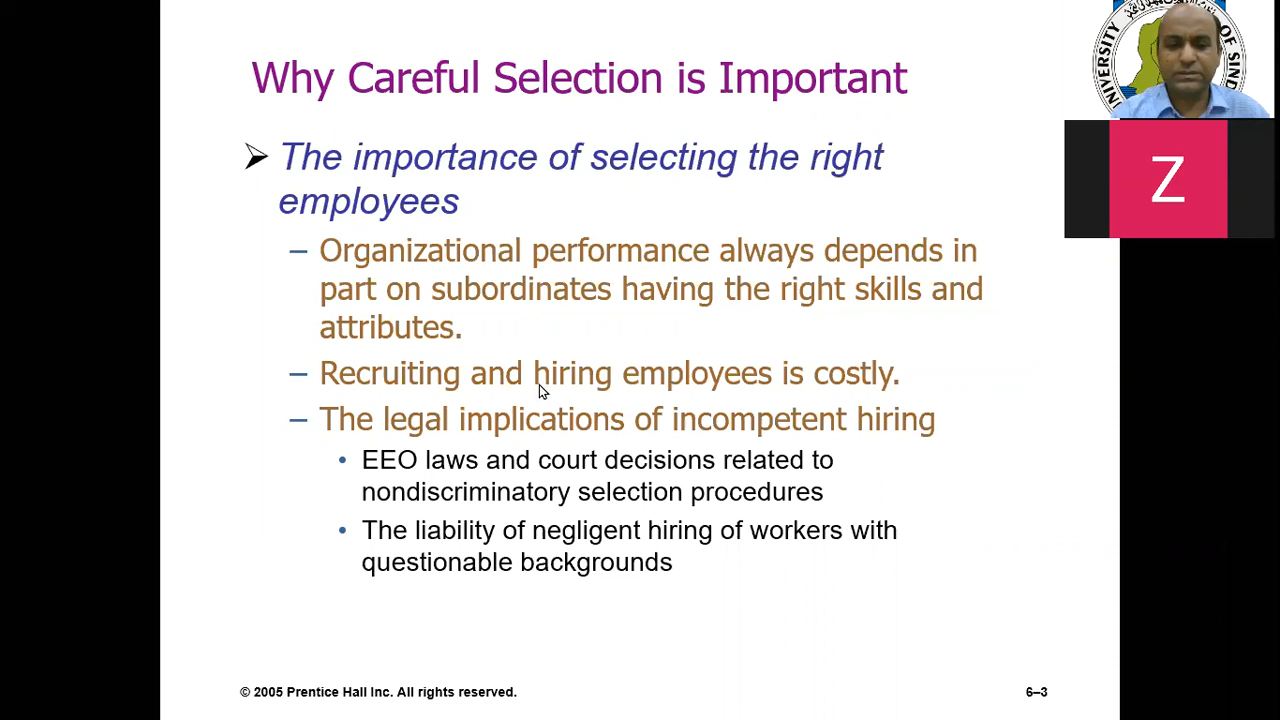 Why Careful Selection is Important
➢ The importance of selecting the right
employees
– Organizational performance always depends in
part on subordinates having the right skills and
attributes.
– Recruiting and hiring employees is costly.
– The legal implications of incompetent hiring
• EEO laws and court decisions related to
nondiscriminatory selection procedures
• The liability of negligent hiring of workers with
questionable backgrounds
© 2005 Prentice Hall Inc. All rights reserved.
6–3
UNIVERSITY OF SIND
Z